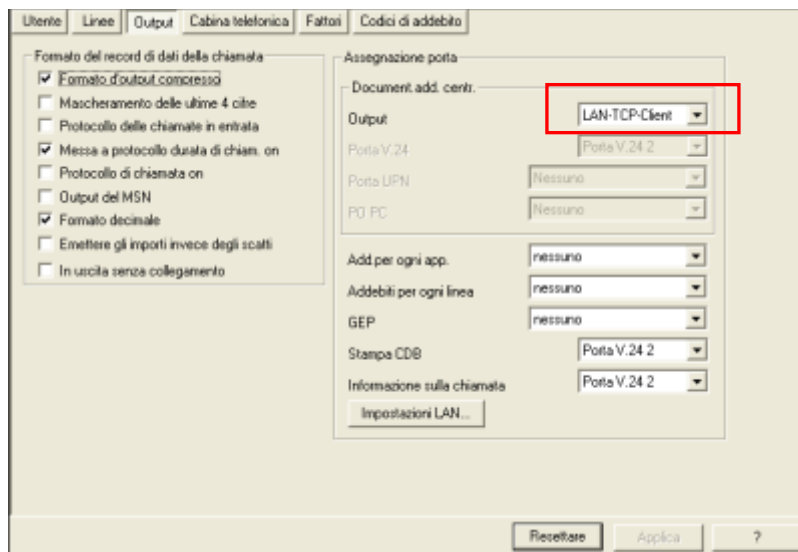 Utente Linee Output Cabina telefonica Fattori Codici di addebito
Formato del record di dati della chiamata
Formato d'output compresso
Mascheramento delle ultime 4 cifre
Protocollo delle chiamate in entrata
Messa a protocollo durata di chiam. on
Protocollo di chiamata on
Output del MSN
Formato decimale
Emettere gli importi invece degli scatti
In uscita senza collegamento
Assegnazione porta
Document.add. centr.
Output LAN-TCP-Client
Porta V.24 Porta V.24 2
Porta UPN Nessuno
PO PC Nessuno
Add.per ogni app. nessuno
Addebiti per ogni linea nessuno
GEP nessuno
Stampa CDB Porta V.24 2
Informazione sulla chiamata Porta V.24 2
Impostazioni LAN...
Resettare Applica ?